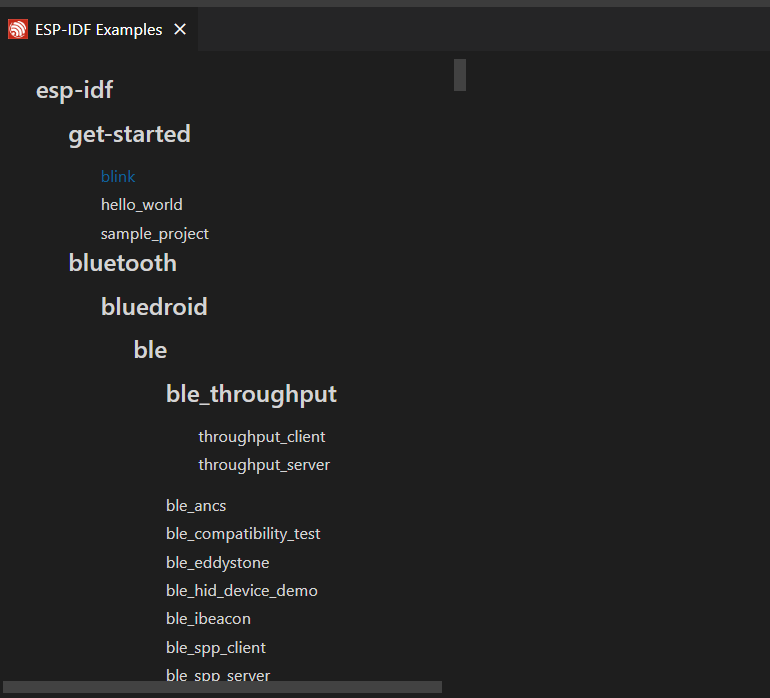 ESP-IDF Examples
esp-idf
get-started
blink
hello_world
sample_project
bluetooth
bluedroid
ble
ble_throughput
throughput_client
throughput_server
ble_ancs
ble_compatibility_test
ble_eddystone
ble_hid_device_demo
ble_ibeacon
ble_spp_client
ble_spp_server